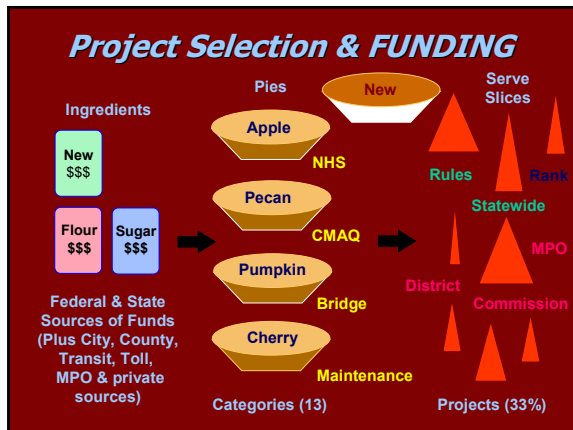 Project Selection & FUNDING
Ingredients
New
$$$
Flour
$$$
Sugar
$$$
Federal & State
Sources of Funds
(Plus City, County,
Transit, Toll,
MPO & private
sources)
Pies
New
Apple
NHS
Pecan
CMAQ
Pumpkin
Bridge
Cherry
Maintenance
Categories (13)
Serve
Slices
Rules
Rank
Statewide
MPO
District
Commission
Projects (33%)